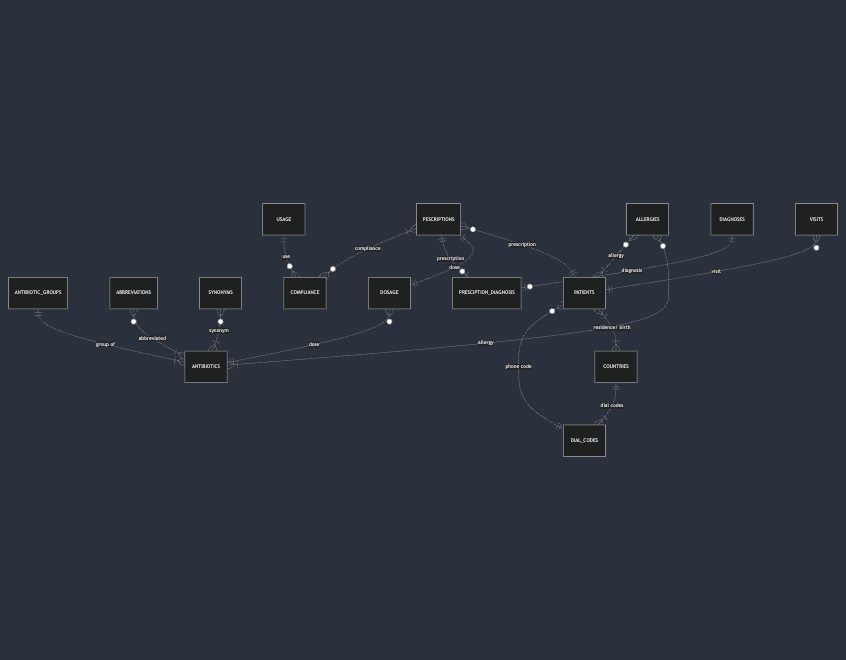 USAGE
PESCRIPTIONS
ALLERGIES
DIAGNOSES
VISITS
prescription
compliance
use
allergy
prescription
dose
diagnosis
visit
ANTIBIOTIC_GROUPS
ABBREVIATIONS
SYNONYMS
COMPLIANCE
DOSAGE
PRESCIPTION_DIAGNOSIS
PATIENTS
residence/ birth
synonym
abbreviated
group of
dose
allergy
ANTIBIOTICS
phone code
COUNTRIES
dial codes
DIAL_CODES